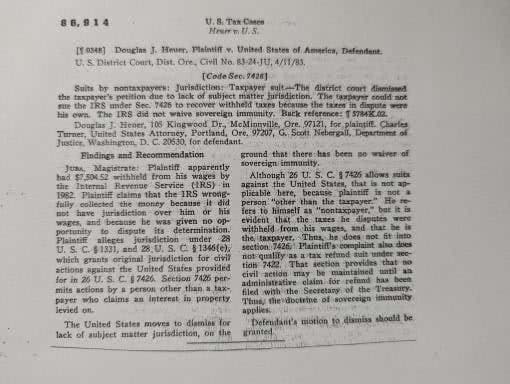 86,914
U.S. Tax Cases
Heuer v. U.S.
[¶ 0348] Douglas J. Heuer, Plaintiff v. United States of America, Defendant.
U. S. District Court, Dist. Ore., Civil No. 83-24-JU, 4/11/83.
[Code Sec. 7426]
Suits by nontaxpayers: Jurisdiction: Taxpayer suit.—The district court dismissed
the taxpayer's petition due to lack of subject matter jurisdiction. The taxpayer could not
sue the IRS under Sec. 7426 to recover withheld taxes because the taxes in dispute were
his own. The IRS did not waive sovereign immunity. Back reference: ¶ 5784K.02.
Douglas J. Heuer, 105 Kingwood Dr., McMinnville, Ore. 97121, for plaintiff. Charles
Turner, United States Attorney, Portland, Ore. 97207, G. Scott Nebergall, Department of
Justice, Washington, D. C. 20530, for defendant.
Findings and Recommendation
JUBA, Magistrate: Plaintiff apparently
had $7,504.52 withheld from his wages by
the Internal Revenue Service (IRS) in
1982. Plaintiff claims that the IRS wrong-
fully collected the money because it did
not have jurisdiction over him or his
wages, and because he was given no op-
portunity to dispute its determination.
Plaintiff alleges jurisdiction under 28
U. S. C. § 1331, and 28 U. S. C. § 1346(e),
which grants original jurisdiction for civil
actions against the United States provided
for in 26 U. S. C. § 7426. Section 7426 per-
mits actions by a person other than a tax-
payer who claims an interest in property
levied on.
The United States moves to dismiss for
lack of subject matter jurisdiction, on the
ground that there has been no waiver of
sovereign immunity.
Although 26 U. S. C. § 7426 allows suits
against the United States, that is not ap-
plicable here, because plaintiff is not a
person "other than the taxpayer." He re-
fers to himself as "nontaxpayer," but it is
evident that the taxes he disputes were
withheld from his wages, and that he is
the taxpayer. Thus, he does not fit into
section 7426. Plaintiff's complaint also does
not qualify as a tax refund suit under sec-
tion 7422. That section provides that no
civil action may be maintained until an
administrative claim for refund has been
filed with the Secretary of the Treasury.
Thus, the doctrine of sovereign immunity
applies.
Defendant's motion to dismiss should be
granted.